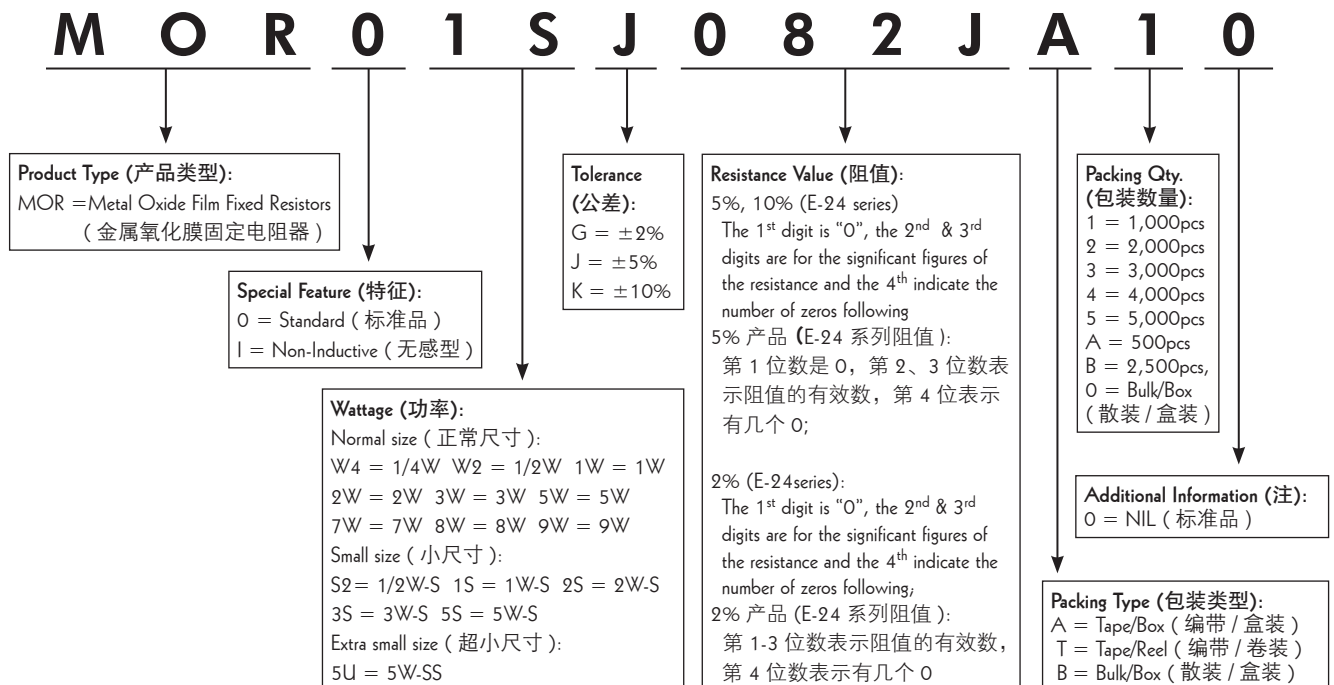 MOR01SJ082JA10
Product Type (产品类型):
MOR =Metal Oxide Film Fixed Resistors
( 金属氧化膜固定电阻器 )
Special Feature (特征):
0 = Standard ( 标准品 )
I = Non-Inductive ( 无感型 )
Wattage (功率):
Normal size ( 正常尺寸 ):
W4 = 1/4W W2 = 1/2W 1W = 1W
2W = 2W 3W = 3W 5W = 5W
7W = 7W 8W = 8W 9W = 9W
Small size ( 小尺寸 ):
S2= 1/2W-S 1S = 1W-S 2S = 2W-S
3S = 3W-S 5S = 5W-S
Extra small size ( 超小尺寸 ):
5U = 5W-SS
Tolerance
(公差):
G = ±2%
J = ±5%
K = ±10%
Resistance Value (阻值):
5%, 10% (E-24 series)
The 1st digit is “0”, the 2nd & 3rd
digits are for the significant figures of
the resistance and the 4th indicate the
number of zeros following
5% 产品 (E-24 系列阻值 ):
第 1 位数是 0，第 2、3 位数表
示阻值的有效数，第 4 位表示
有几个 0;
2% (E-24series):
The 1st digit is “0”, the 2nd & 3rd
digits are for the significant figures of
the resistance and the 4th indicate the
number of zeros following;
2% 产品 (E-24 系列阻值 ):
第 1-3 位数表示阻值的有效数，
第 4 位数表示有几个 0
Packing Qty.
(包装数量):
1 = 1,000pcs
2 = 2,000pcs
3 = 3,000pcs
4 = 4,000pcs
5 = 5,000pcs
A = 500pcs
B = 2,500pcs,
0 = Bulk/Box
( 散装 / 盒装 )
Additional Information (注):
0 = NIL ( 标准品 )
Packing Type (包装类型):
A = Tape/Box ( 编带 / 盒装 )
T = Tape/Reel ( 编带 / 卷装 )
B = Bulk/Box ( 散装 / 盒装 )